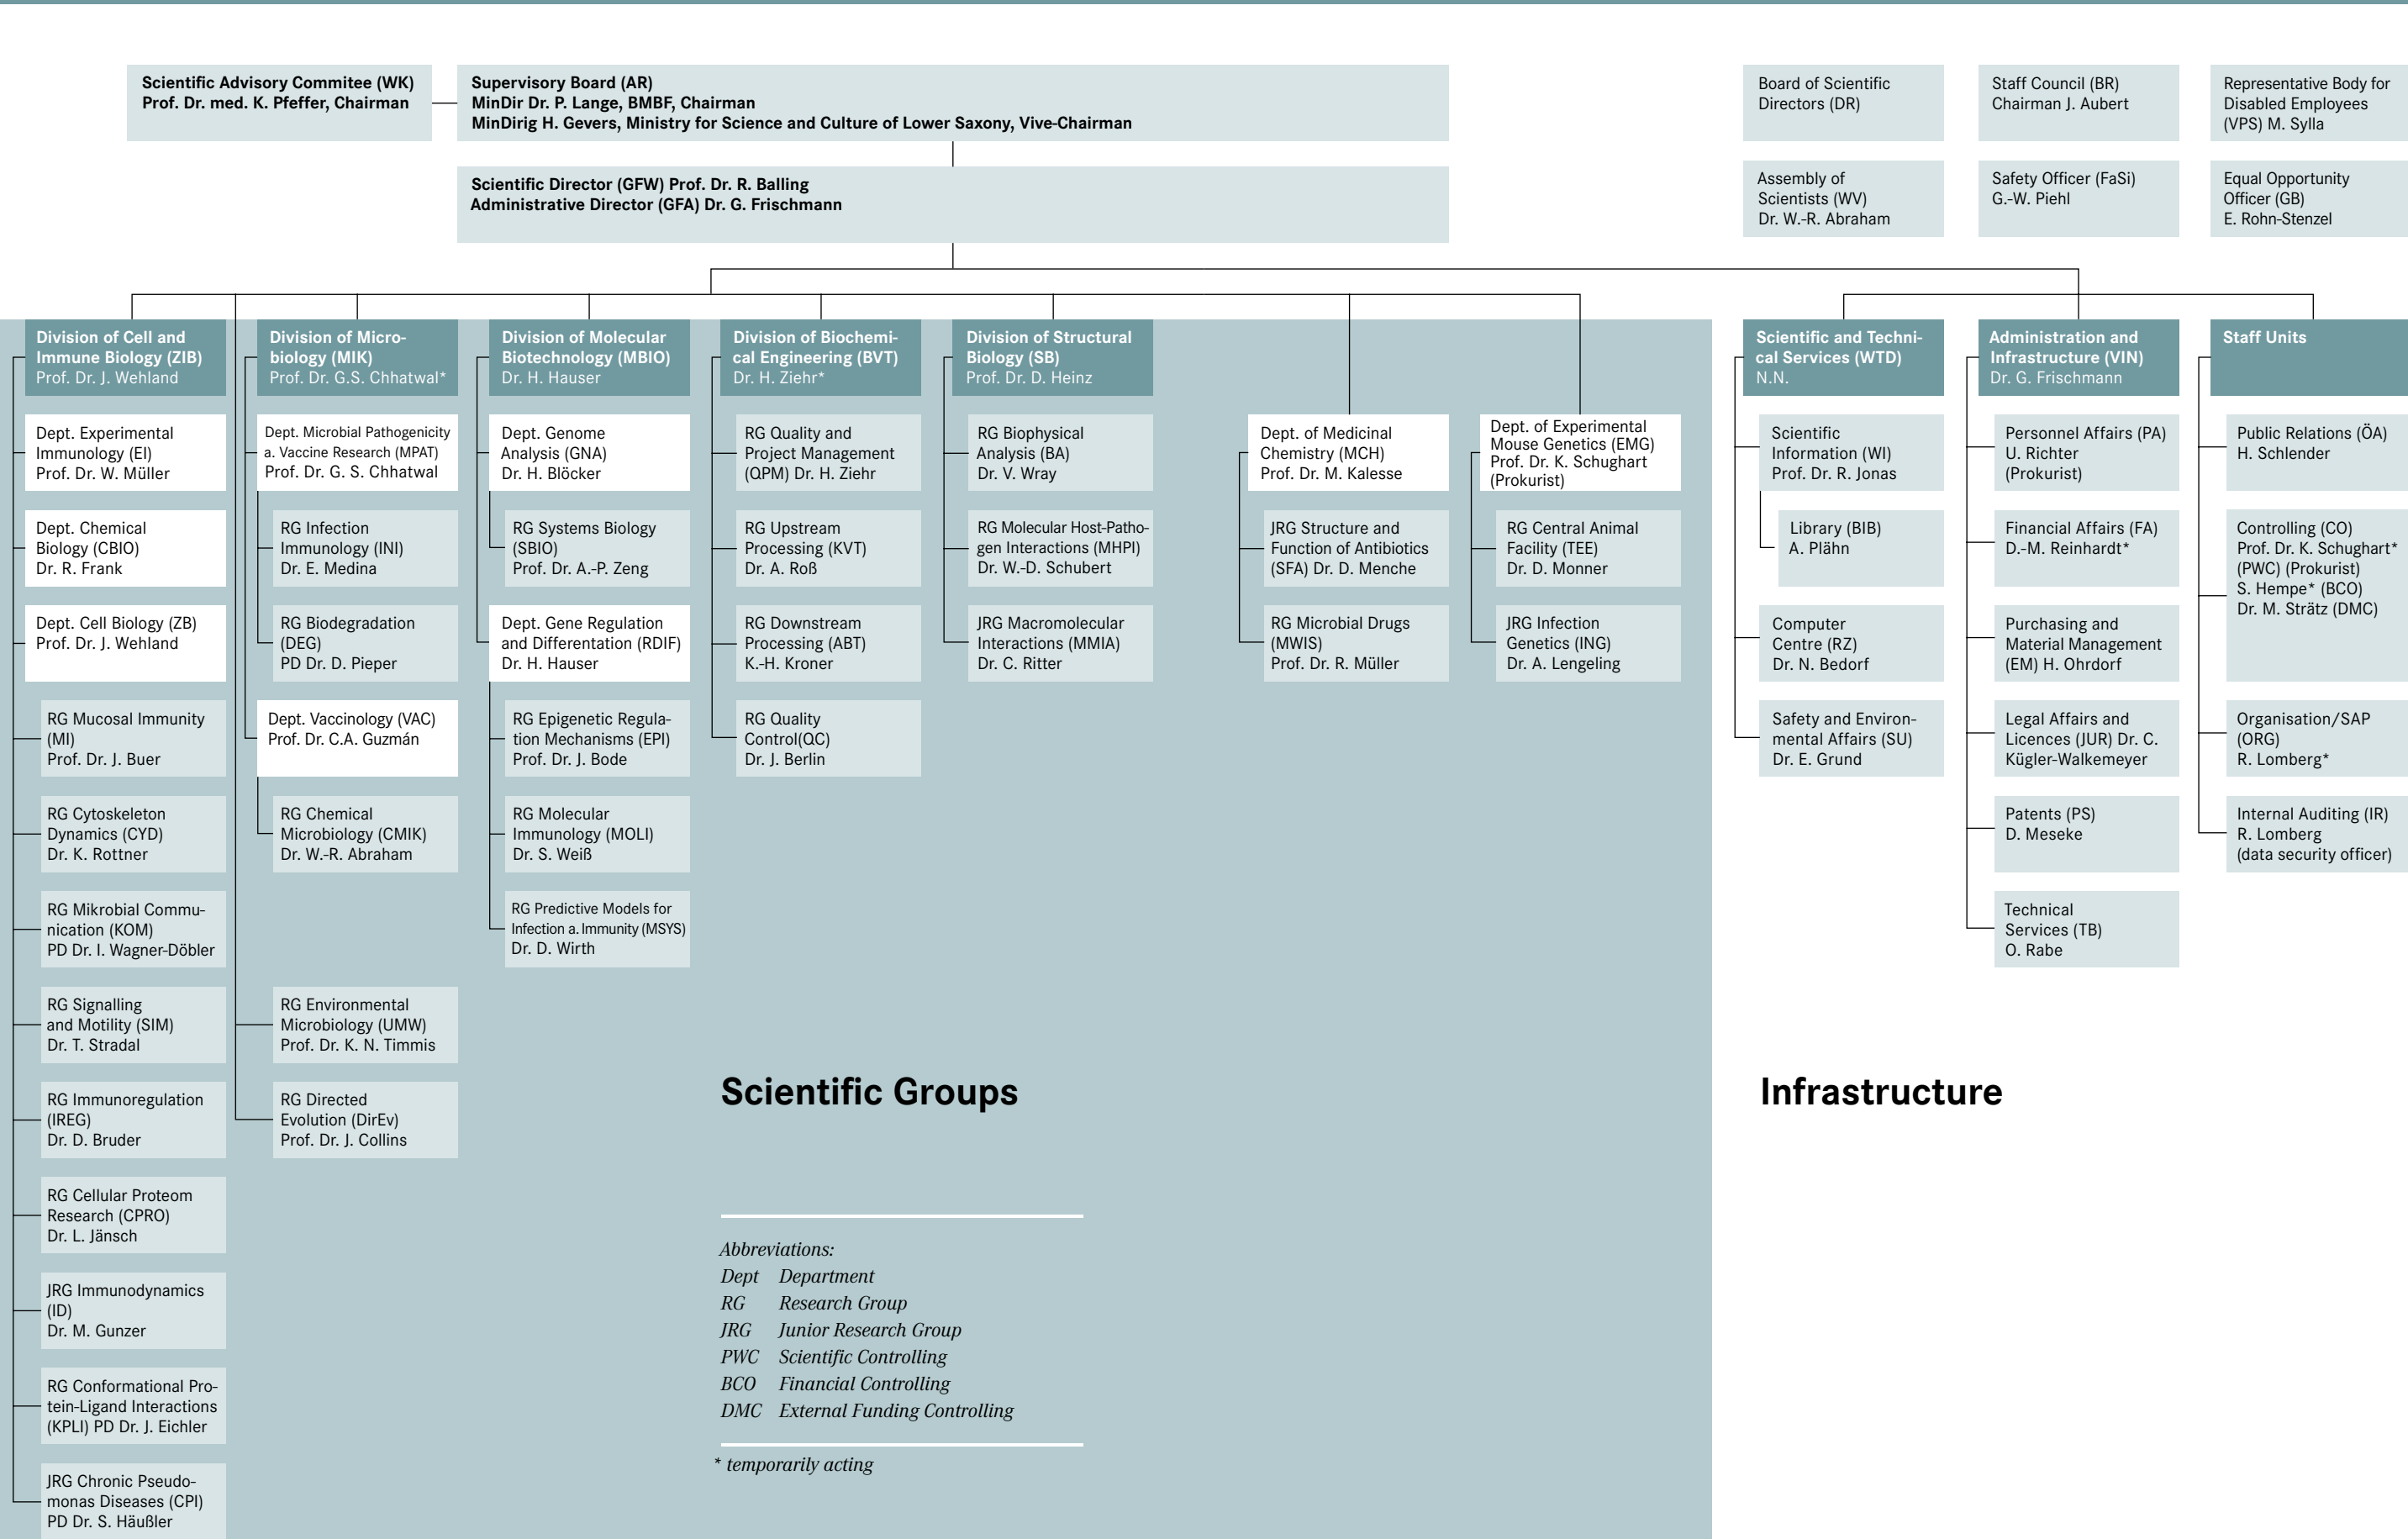 Scientific Advisory Commitee (WK)
Prof. Dr. med. K. Pfeffer, Chairman
Supervisory Board (AR)
MinDir Dr. P. Lange, BMBF, Chairman
MinDirig H. Gevers, Ministry for Science and Culture of Lower Saxony, Vive-Chairman
Scientific Director (GFW) Prof. Dr. R. Balling
Administrative Director (GFA) Dr. G. Frischmann
Board of Scientific
Directors (DR)
Staff Council (BR)
Chairman J. Aubert
Representative Body for
Disabled Employees
(VPS) M. Sylla
Assembly of
Scientists (WV)
Dr. W.-R. Abraham
Safety Officer (FaSi)
G.-W. Piehl
Equal Opportunity
Officer (GB)
E. Rohn-Stenzel
Division of Cell and
Immune Biology (ZIB)
Prof. Dr. J. Wehland
Dept. Experimental
Immunology (EI)
Prof. Dr. W. Müller
Dept. Chemical
Biology (CBIO)
Dr. R. Frank
Dept. Cell Biology (ZB)
Prof. Dr. J. Wehland
RG Mucosal Immunity
(MI)
Prof. Dr. J. Buer
RG Cytoskeleton
Dynamics (CYD)
Dr. K. Rottner
RG Mikrobial Commu-
nication (KOM)
PD Dr. I. Wagner-Döbler
RG Signalling
and Motility (SIM)
Dr. T. Stradal
RG Immunoregulation
(IREG)
Dr. D. Bruder
RG Cellular Proteom
Research (CPRO)
Dr. L. Jänsch
JRG Immunodynamics
(ID)
Dr. M. Gunzer
RG Conformational Pro-
tein-Ligand Interactions
(KPLI) PD Dr. J. Eichler
JRG Chronic Pseudo-
monas Diseases (CPI)
PD Dr. S. Häußler
Division of Micro-
biology (MIK)
Prof. Dr. G.S. Chhatwal*
Dept. Microbial Pathogenicity
a. Vaccine Research (MPAT)
Prof. Dr. G. S. Chhatwal
RG Infection
Immunology (INI)
Dr. E. Medina
RG Biodegradation
(DEG)
PD Dr. D. Pieper
Dept. Vaccinology (VAC)
Prof. Dr. C.A. Guzmán
RG Chemical
Microbiology (CMIK)
Dr. W.-R. Abraham
RG Environmental
Microbiology (UMW)
Prof. Dr. K. N. Timmis
RG Directed
Evolution (DirEv)
Prof. Dr. J. Collins
Division of Molecular
Biotechnology (MBIO)
Dr. H. Hauser
Dept. Genome
Analysis (GNA)
Dr. H. Blöcker
RG Systems Biology
(SBIO)
Prof. Dr. A.-P. Zeng
Dept. Gene Regulation
and Differentation (RDIF)
Dr. H. Hauser
RG Epigenetic Regula-
tion Mechanisms (EPI)
Prof. Dr. J. Bode
RG Molecular
Immunology (MOLI)
Dr. S. Weiß
RG Predictive Models for
Infection a. Immunity (MSYS)
Dr. D. Wirth
Division of Biochemi-
cal Engineering (BVT)
Dr. H. Ziehr*
RG Quality and
Project Management
(QPM) Dr. H. Ziehr
RG Upstream
Processing (KVT)
Dr. A. Roß
RG Downstream
Processing (ABT)
K.-H. Kroner
RG Quality
Control(QC)
Dr. J. Berlin
Division of Structural
Biology (SB)
Prof. Dr. D. Heinz
RG Biophysical
Analysis (BA)
Dr. V. Wray
RG Molecular Host-Patho-
gen Interactions (MHPI)
Dr. W.-D. Schubert
JRG Macromolecular
Interactions (MMIA)
Dr. C. Ritter
Dept. of Medicinal
Chemistry (MCH)
Prof. Dr. M. Kalesse
JRG Structure and
Function of Antibiotics
(SFA) Dr. D. Menche
RG Microbial Drugs
(MWIS)
Prof. Dr. R. Müller
Dept. of Experimental
Mouse Genetics (EMG)
Prof. Dr. K. Schughart
(Prokurist)
RG Central Animal
Facility (TEE)
Dr. D. Monner
JRG Infection
Genetics (ING)
Dr. A. Lengeling
Scientific and Techni-
cal Services (WTD)
N.N.
Scientific
Information (WI)
Prof. Dr. R. Jonas
Library (BIB)
A. Plähn
Computer
Centre (RZ)
Dr. N. Bedorf
Safety and Environ-
mental Affairs (SU)
Dr. E. Grund
Administration and
Infrastructure (VIN)
Dr. G. Frischmann
Personnel Affairs (PA)
U. Richter
(Prokurist)
Financial Affairs (FA)
D.-M. Reinhardt*
Purchasing and
Material Management
(EM) H. Ohrdorf
Legal Affairs and
Licences (JUR) Dr. C.
Kügler-Walkemeyer
Patents (PS)
D. Meseke
Technical
Services (TB)
O. Rabe
Staff Units
Public Relations (ÖA)
H. Schlender
Controlling (CO)
Prof. Dr. K. Schughart*
(PWC) (Prokurist)
S. Hempe* (BCO)
Dr. M. Strätz (DMC)
Organisation/SAP
(ORG)
R. Lomberg*
Internal Auditing (IR)
R. Lomberg
(data security officer)
Scientific Groups
Infrastructure
Abbreviations:
Dept Department
RG Research Group
JRG Junior Research Group
PWC Scientific Controlling
BCO Financial Controlling
DMC External Funding Controlling
* temporarily acting